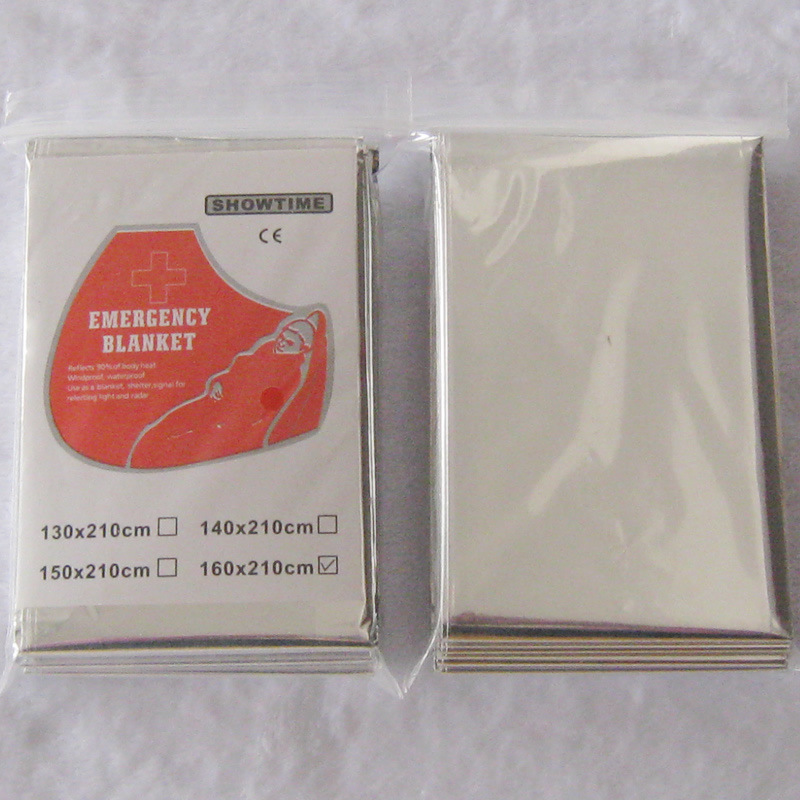 SHOWTIME
CE
EMERGENCY
BLANKET
Reflects 90% of body heat
Windproof, waterproof
Use as a blanket, shelter, signal for
reflecting light and radar
130x210cm 140x210cm
150x210cm 160x210cm